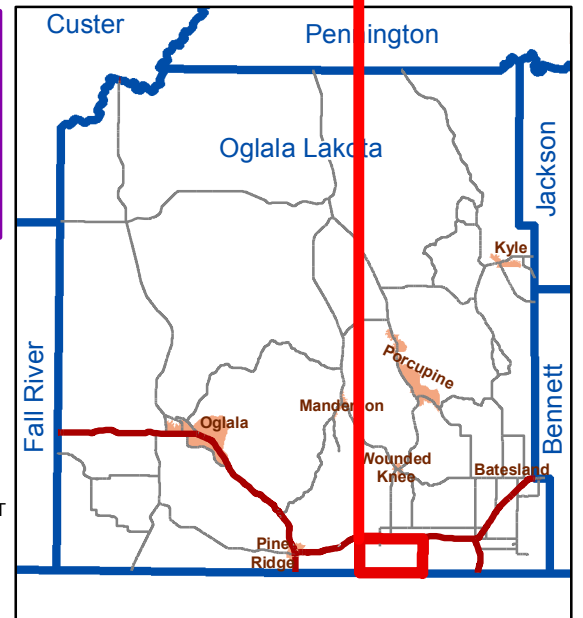 Custer
Pennington
Oglala Lakota
Jackson
Kyle
Porcupine
Fall River
Manderson
Oglala
Bennett
Wounded
Knee
Batesland
Pine
Ridge
T